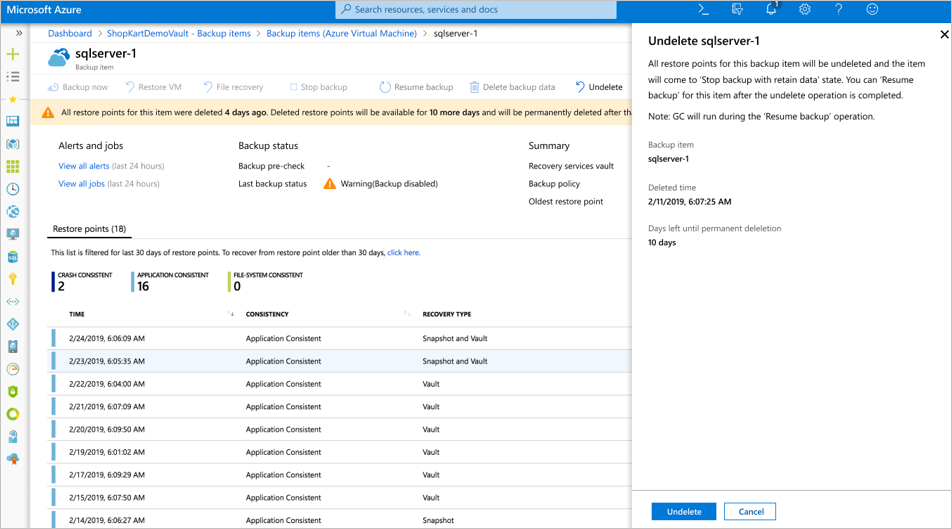 Microsoft Azure
Search resources, services and docs
1
Dashboard > ShopKartDemoVault - Backup items > Backup items (Azure Virtual Machine) > sqlserver-1
sqlserver-1
Backup item
Backup now
Restore VM
File recovery
Stop backup
Resume backup
Delete backup data
Undelete
All restore points for this item were deleted 4 days ago. Deleted restore points will be available for 10 more days and will be permanently deleted after
Alerts and jobs
View all alerts (last 24 hours)
View all jobs (last 24 hours)
Backup status
Backup pre-check -
Last backup status Warning(Backup disabled)
Summary
Recovery services vault
Backup policy
Oldest restore point
Restore points (18)
This list is filtered for last 30 days of restore points. To recover from restore point older than 30 days, click here.
CRASH CONSISTENT
2
APPLICATION CONSISTENT
16
FILE-SYSTEM CONSISTENT
0
TIME CONSISTENCY RECOVERY TYPE
2/24/2019, 6:06:09 AM Application Consistent Snapshot and Vault
2/23/2019, 6:05:35 AM Application Consistent Snapshot and Vault
2/22/2019, 6:04:00 AM Application Consistent Vault
2/21/2019, 6:07:09 AM Application Consistent Vault
2/20/2019, 6:09:50 AM Application Consistent Vault
2/19/2019, 6:01:02 AM Application Consistent Vault
2/17/2019, 6:09:29 AM Application Consistent Vault
2/15/2019, 6:07:50 AM Application Consistent Vault
2/14/2019, 6:06:27 AM Application Consistent Snapshot
Undelete sqlserver-1
All restore points for this backup item will be undeleted and the item
will come to 'Stop backup with retain data' state. You can 'Resume
backup' for this item after the undelete operation is completed.
Note: GC will run during the 'Resume backup' operation.
Backup item
sqlserver-1
Deleted time
2/11/2019, 6:07:25 AM
Days left until permanent deleletion
10 days
Undelete
Cancel